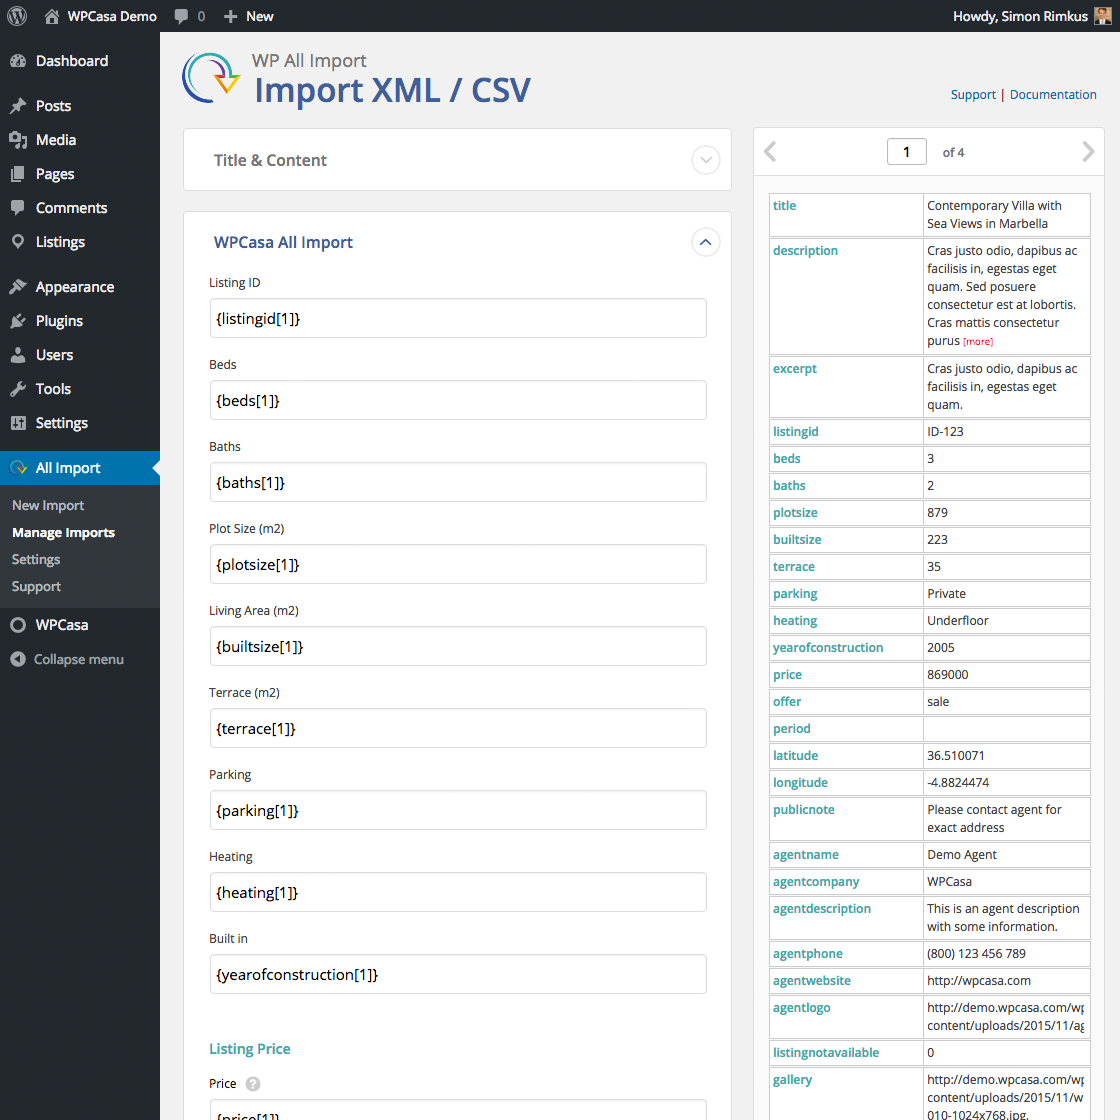 WPCasa Demo
0
New
Howdy, Simon Rimkus
Dashboard
Posts
Media
Pages
Comments
Listings
Appearance
Plugins
Users
Tools
Settings
All Import
New Import
Manage Imports
Settings
Support
WPCasa
Collapse menu
WP All Import
Import XML / CSV
Support | Documentation
Title & Content
WPCasa All Import
Listing ID
{listingid[1]}
Beds
{beds[1]}
Baths
{baths[1]}
Plot Size (m2)
{plotsize[1]}
Living Area (m2)
{builtsize[1]}
Terrace (m2)
{terrace[1]}
Parking
{parking[1]}
Heating
{heating[1]}
Built in
{yearofconstruction[1]}
Listing Price
Price ?
{price[1]}
1 of 4
title Contemporary Villa with
Sea Views in Marbella
description Cras justo odio, dapibus ac
facilisis in, egestas eget
quam. Sed posuere
consectetur est at lobortis.
Cras mattis consectetur
purus [more]
excerpt Cras justo odio, dapibus ac
facilisis in, egestas eget
quam.
listingid ID-123
beds 3
baths 2
plotsize 879
builtsize 223
terrace 35
parking Private
heating Underfloor
yearofconstruction 2005
price 869000
offer sale
period
latitude 36.510071
longitude -4.8824474
publicnote Please contact agent for
exact address
agentname Demo Agent
agentcompany WPCasa
agentdescription This is an agent description
with some information.
agentphone (800) 123 456 789
agentwebsite http://wpcasa.com
agentlogo http://demo.wpcasa.com/wp
content/uploads/2015/11/ag
listingnotavailable 0
gallery http://demo.wpcasa.com/wp
content/uploads/2015/11/w
010-1024x768.jpg,